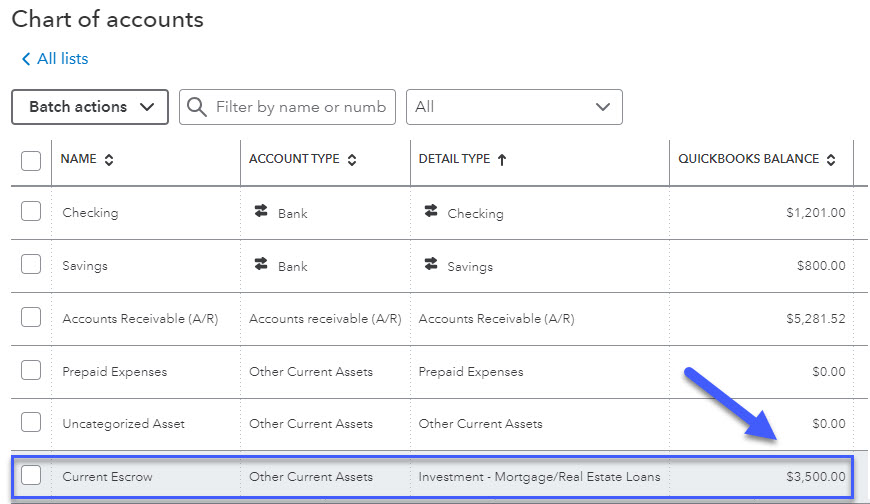 Chart of accounts
All lists
Batch actions Filter by name or numb All
NAME ACCOUNT TYPE DETAIL TYPE QUICKBOOKS BALANCE
Checking Bank Checking $1,201.00
Savings Bank Savings $800.00
Accounts Receivable (A/R) Accounts receivable (A/R) Accounts Receivable (A/R) $5,281.52
Prepaid Expenses Other Current Assets Prepaid Expenses $0.00
Uncategorized Asset Other Current Assets Other Current Assets $0.00
Current Escrow Other Current Assets Investment - Mortgage/Real Estate Loans $3,500.00